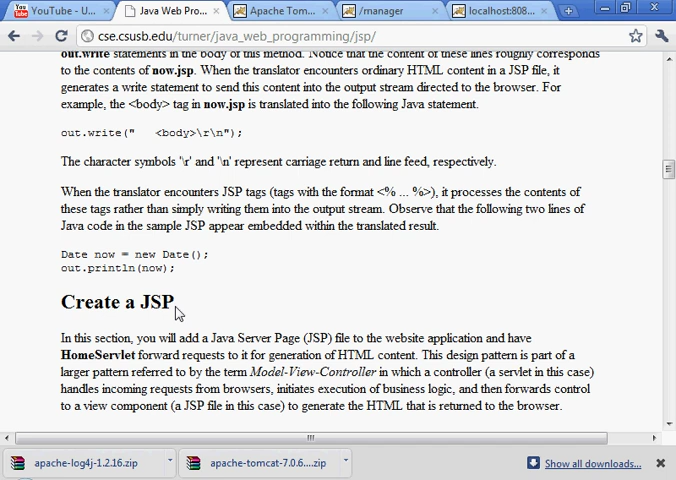 YouTube - U...
Java Web Pro...
Apache Tom...
/manager
localhost:808...
cse.csusb.edu/turner/java_web_programming/jsp/
out.write statements in the body of this method. Notice that the content of these lines roughly corresponds
to the contents of now.jsp. When the translator encounters ordinary HTML content in a JSP file, it
generates a write statement to send this content into the output stream directed to the browser. For
example, the <body> tag in now.jsp is translated into the following Java statement.
out.write("   <body>\r\n");
The character symbols '\r' and '\n' represent carriage return and line feed, respectively.
When the translator encounters JSP tags (tags with the format <% ... %>), it processes the contents of
these tags rather than simply writing them into the output stream. Observe that the following two lines of
Java code in the sample JSP appear embedded within the translated result.
Date now = new Date();
out.println(now);
Create a JSP
In this section, you will add a Java Server Page (JSP) file to the website application and have
HomeServlet forward requests to it for generation of HTML content. This design pattern is part of a
larger pattern referred to by the term Model-View-Controller in which a controller (a servlet in this case)
handles incoming requests from browsers, initiates execution of business logic, and then forwards control
to a view component (a JSP file in this case) to generate the HTML that is returned to the browser.
apache-log4j-1.2.16.zip
apache-tomcat-7.0.6....zip
Show all downloads...